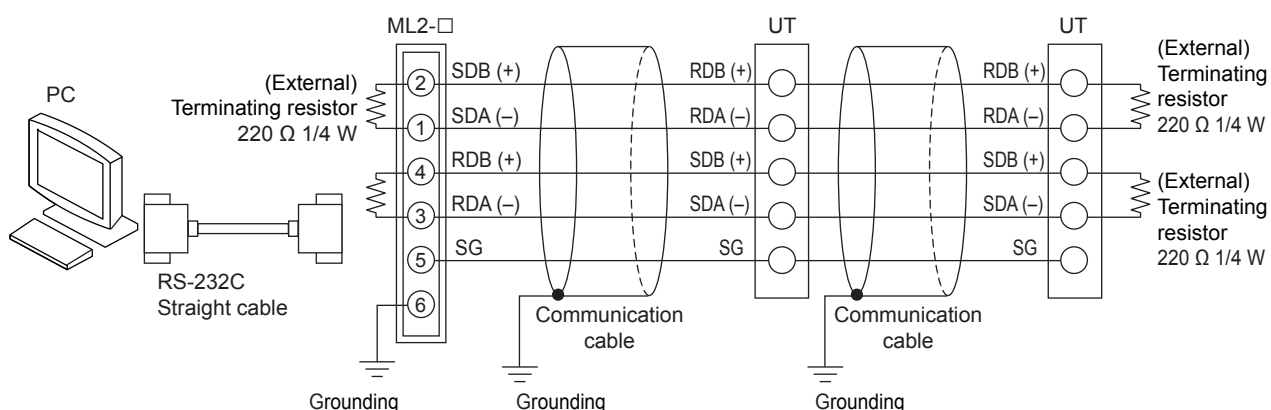 ML2-□
UT
UT
PC
(External)
Terminating resistor
220 Ω 1/4 W
RS-232C
Straight cable
2
1
4
3
5
6
SDB (+)
SDA (–)
RDB (+)
RDA (–)
SG
RDB (+)
RDA (–)
SDB (+)
SDA (–)
SG
RDB (+)
RDA (–)
SDB (+)
SDA (–)
SG
(External)
Terminating
resistor
220 Ω 1/4 W
(External)
Terminating
resistor
220 Ω 1/4 W
Communication
cable
Communication
cable
Grounding
Grounding
Grounding